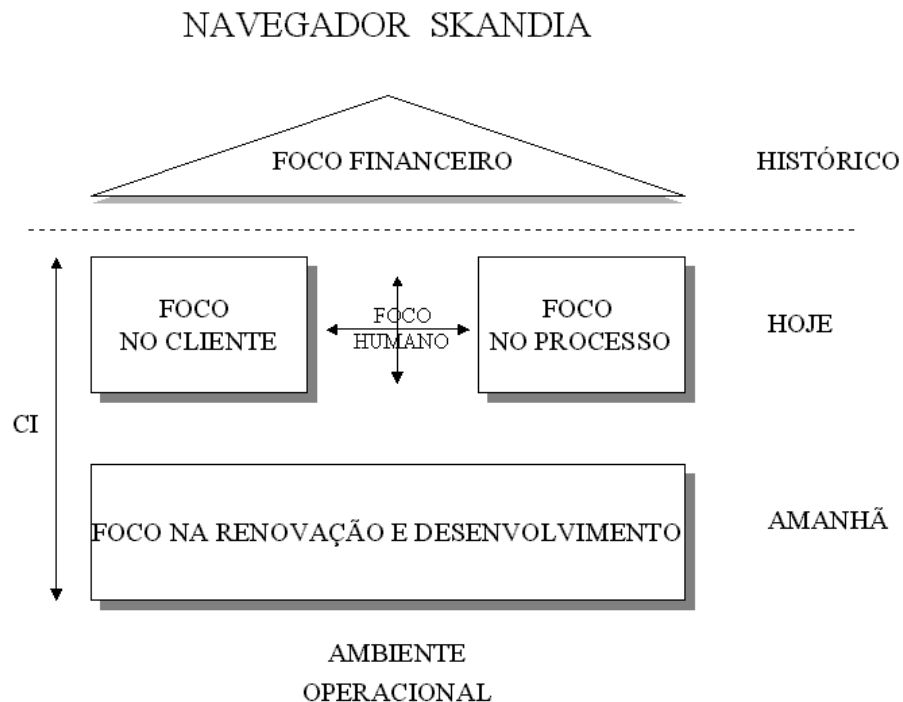 NAVEGADOR SKANDIA
FOCO FINANCEIRO
HISTÓRICO
FOCO
NO CLIENTE
FOCO
HUMANO
FOCO
NO PROCESSO
HOJE
CI
FOCO NA RENOVAÇÃO E DESENVOLVIMENTO
AMANHÃ
AMBIENTE
OPERACIONAL